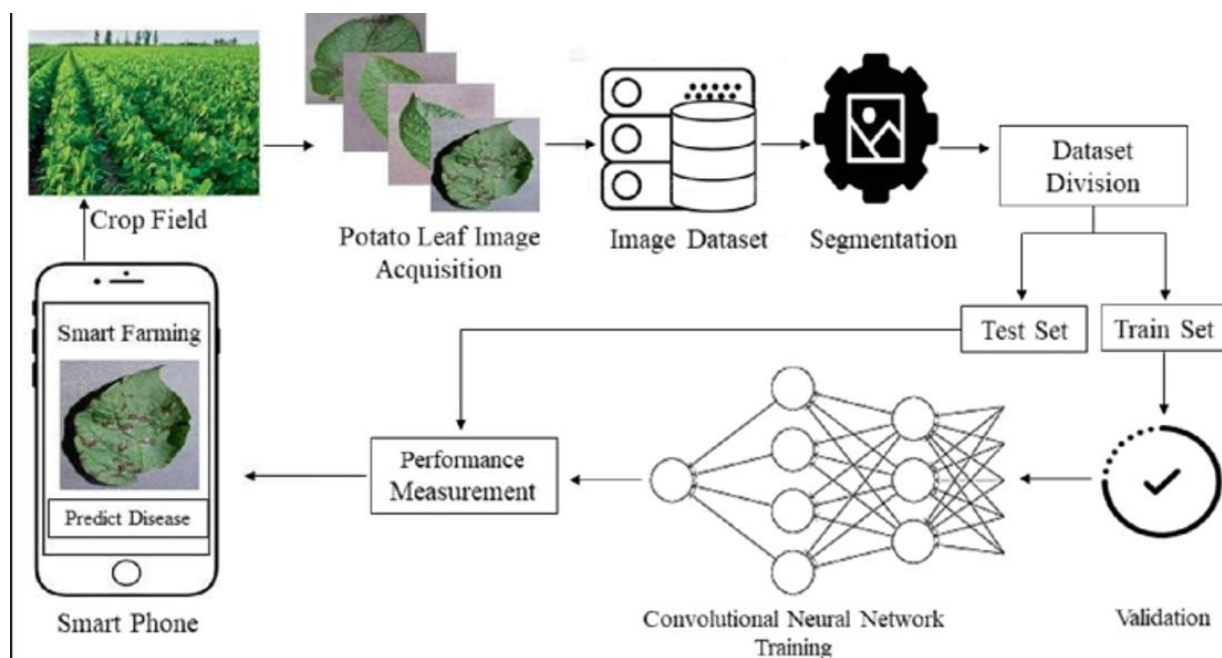 Crop Field
Potato Leaf Image
Acquisition
Image Dataset
Segmentation
Dataset
Division
Test Set
Train Set
Smart Farming
Predict Disease
Smart Phone
Performance
Measurement
Convolutional Neural Network
Training
Validation